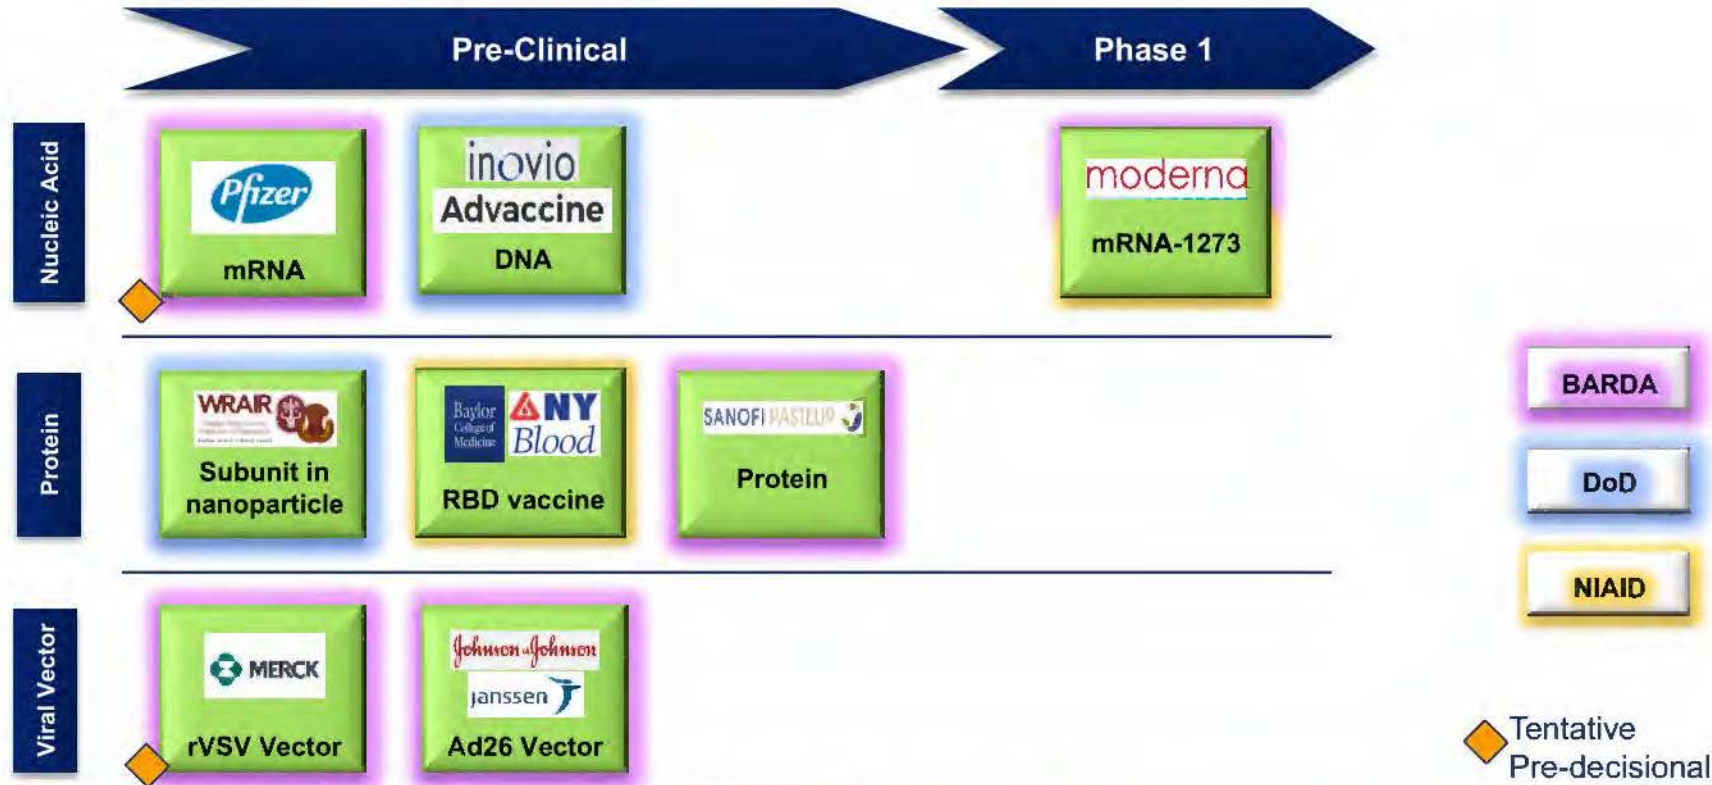 Pre-Clinical
Phase 1
Nucleic Acid
Pfizer
mRNA
inovio
Advaccine
DNA
moderna
mRNA-1273
Protein
WRAIR
Subunit in
nanoparticle
Baylor
College of
Medicine
NY
Blood
RBD vaccine
SANOFI PASTEUR
Protein
BARDA
DoD
NIAID
Viral Vector
MERCK
rVSV Vector
Johnson & Johnson
janssen
Ad26 Vector
Tentative
Pre-decisional